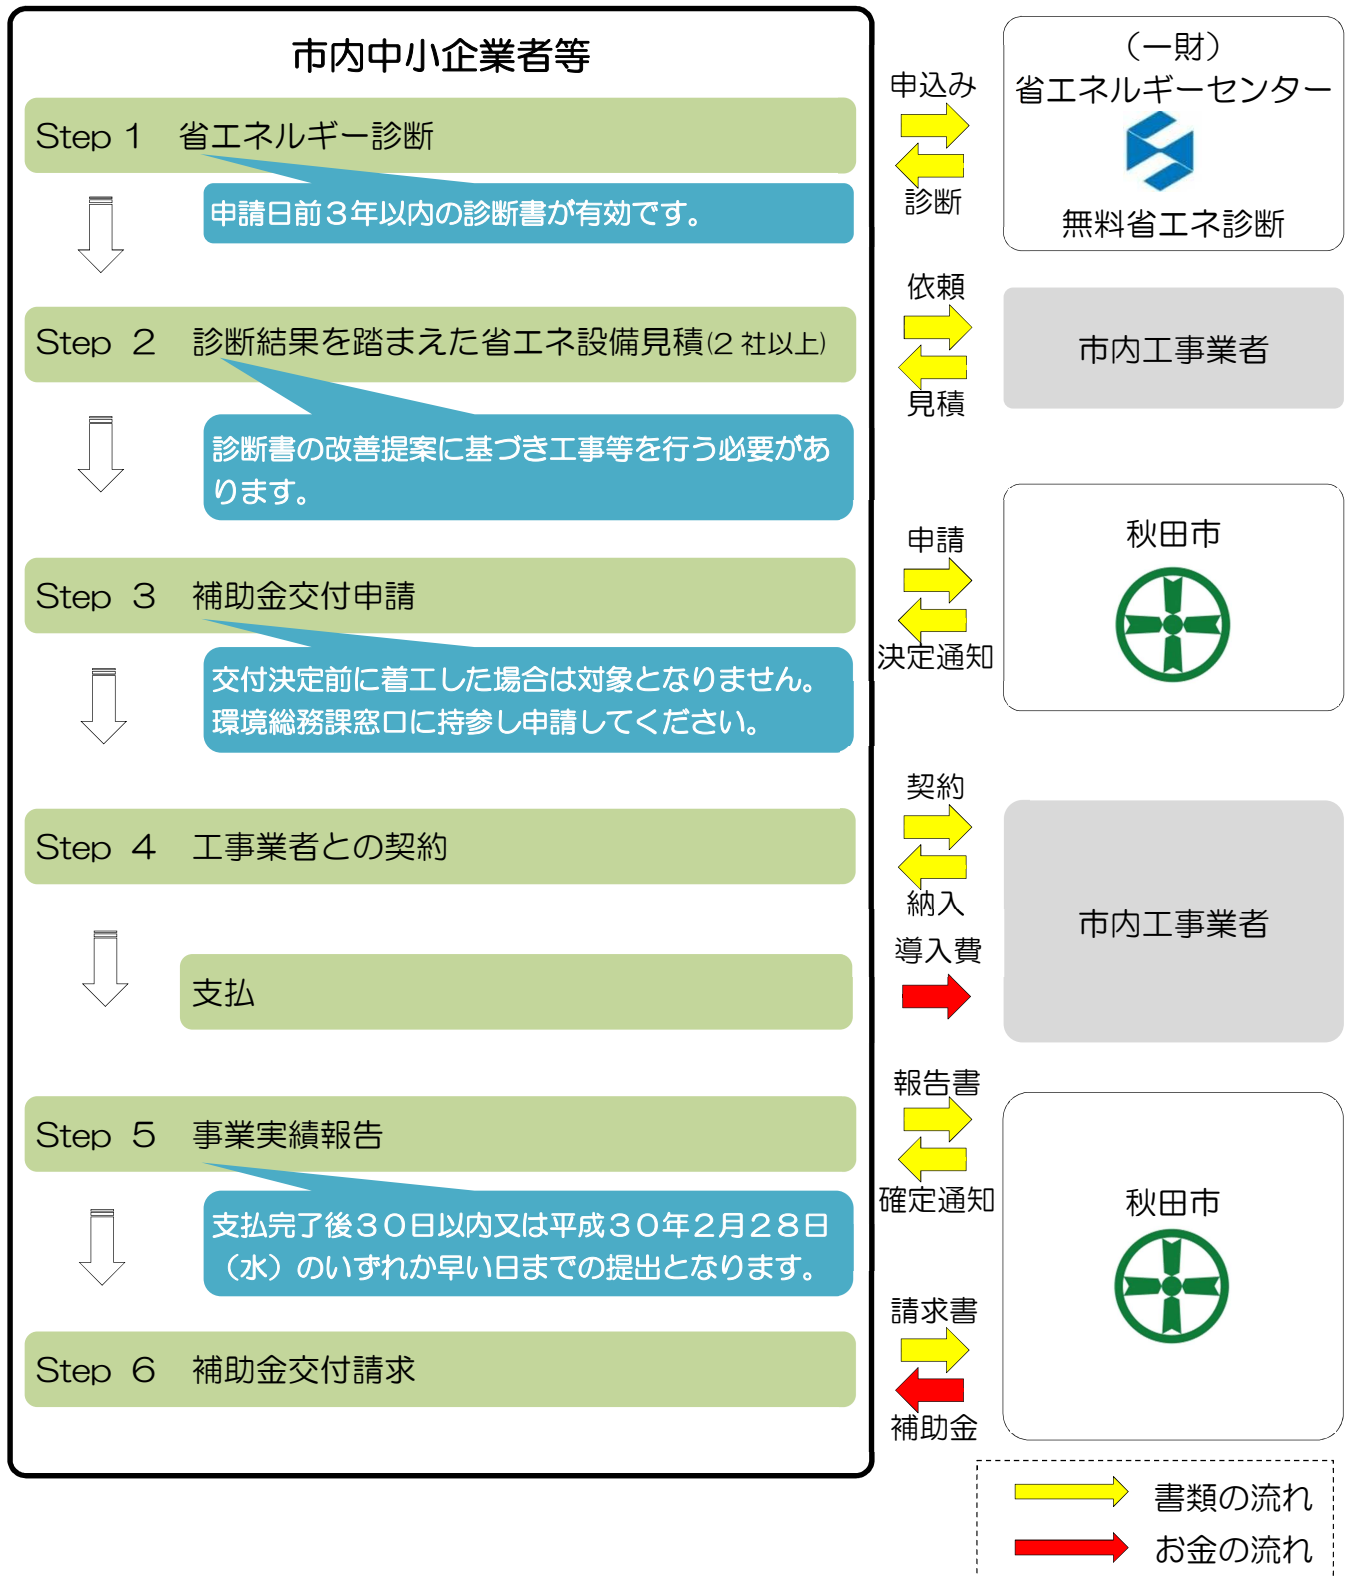 市内中小企業者等
Step 1　省エネルギー診断
申請日前３年以内の診断書が有効です。
申込み
診断
（一財）
省エネルギーセンター
無料省エネ診断
Step 2　診断結果を踏まえた省エネ設備見積(2 社以上)
診断書の改善提案に基づき工事等を行う必要があ
ります。
依頼
見積
市内工事業者
Step 3　補助金交付申請
交付決定前に着工した場合は対象となりません。
環境総務課窓口に持参し申請してください。
申請
決定通知
秋田市
Step 4　工事業者との契約
支払
契約
納入
導入費
市内工事業者
Step 5　事業実績報告
支払完了後３０日以内又は平成３０年２月２８日
（水）のいずれか早い日までの提出となります。
報告書
確定通知
秋田市
Step 6　補助金交付請求
請求書
補助金
書類の流れ
お金の流れ